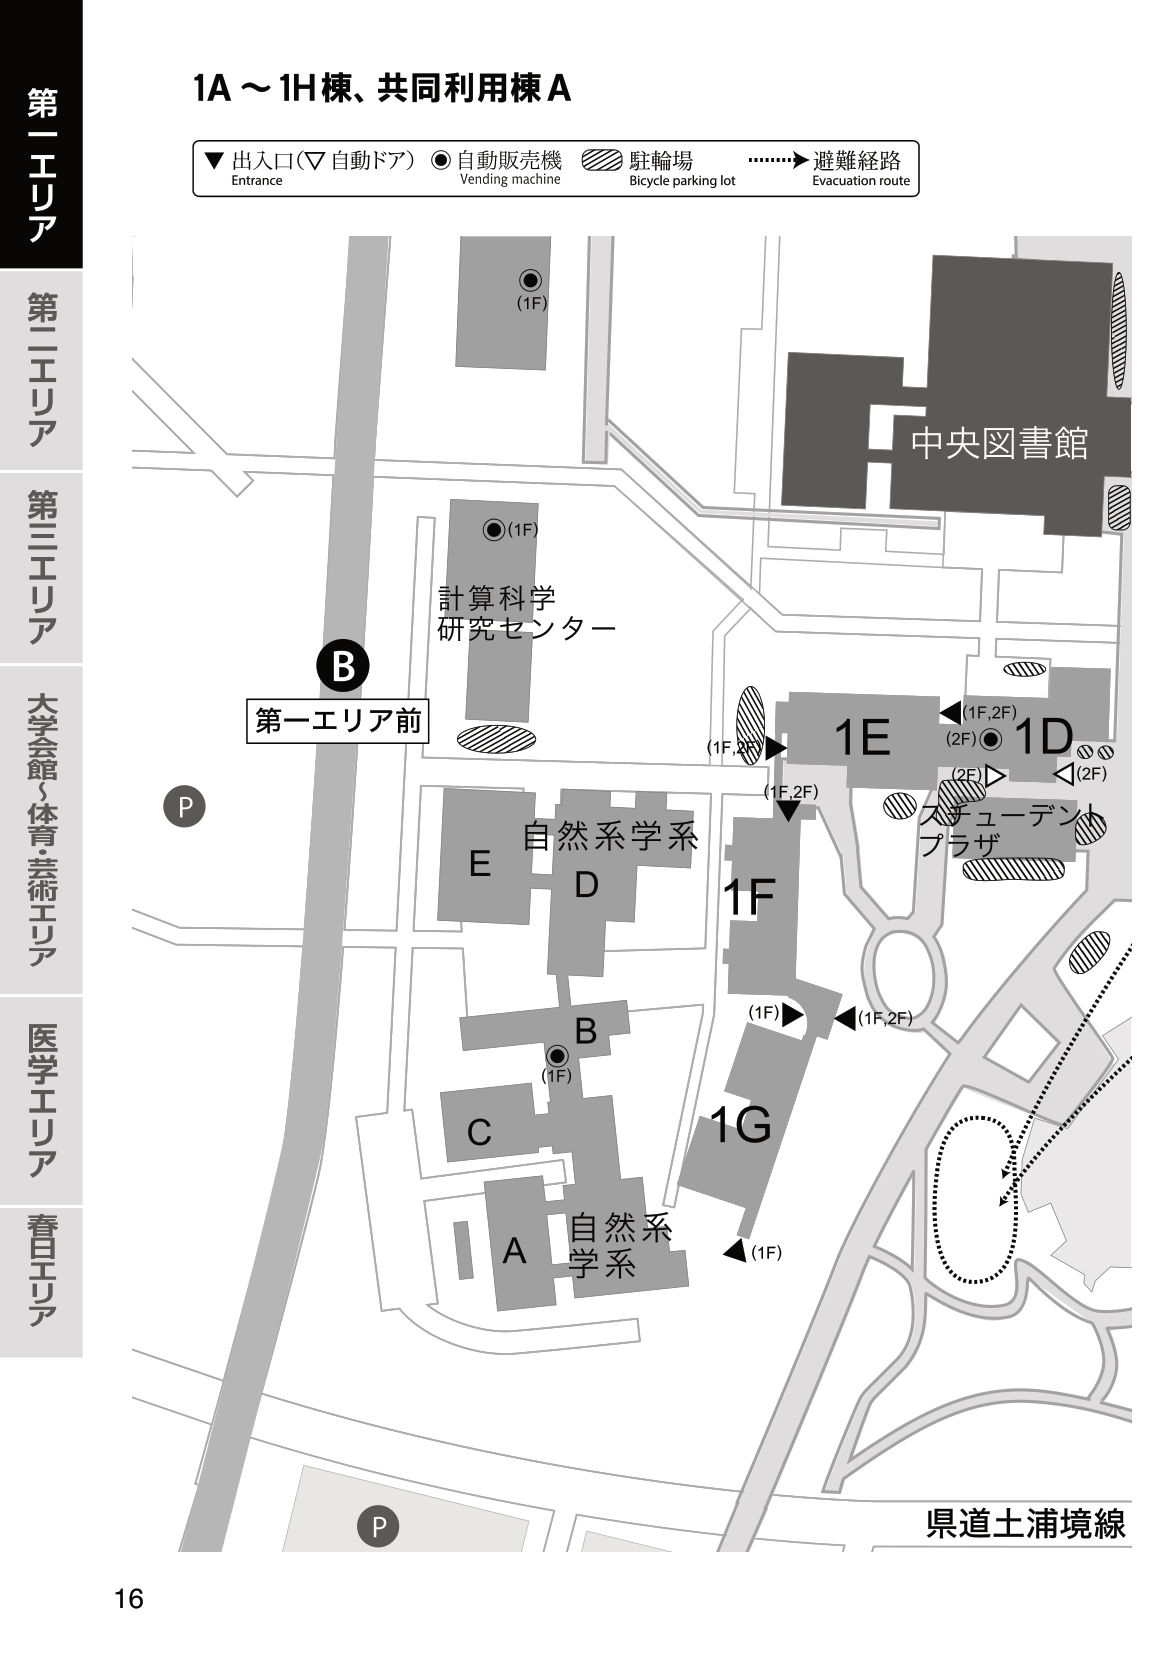 1A ～ 1H棟、共同利用棟A
▼ 出入口（▽ 自動ドア）
Entrance
自動販売機
Vending machine
駐輪場
Bicycle parking lot
避難経路
Evacuation route
第一エリア
第二エリア
第三エリア
大学会館～体育・芸術エリア
医学エリア
春日エリア
(1F)
中央図書館
(1F)
計算科学
研究センター
B
第一エリア前
P
1E
(1F,2F)
(2F)
1D
(1F,2F)
(2F)
(2F)
(1F,2F)
スチューデント
プラザ
自然系学系
E
D
1F
B
(1F)
(1F)
(1F,2F)
C
1G
A
自然系
学系
(1F)
P
県道土浦境線
16